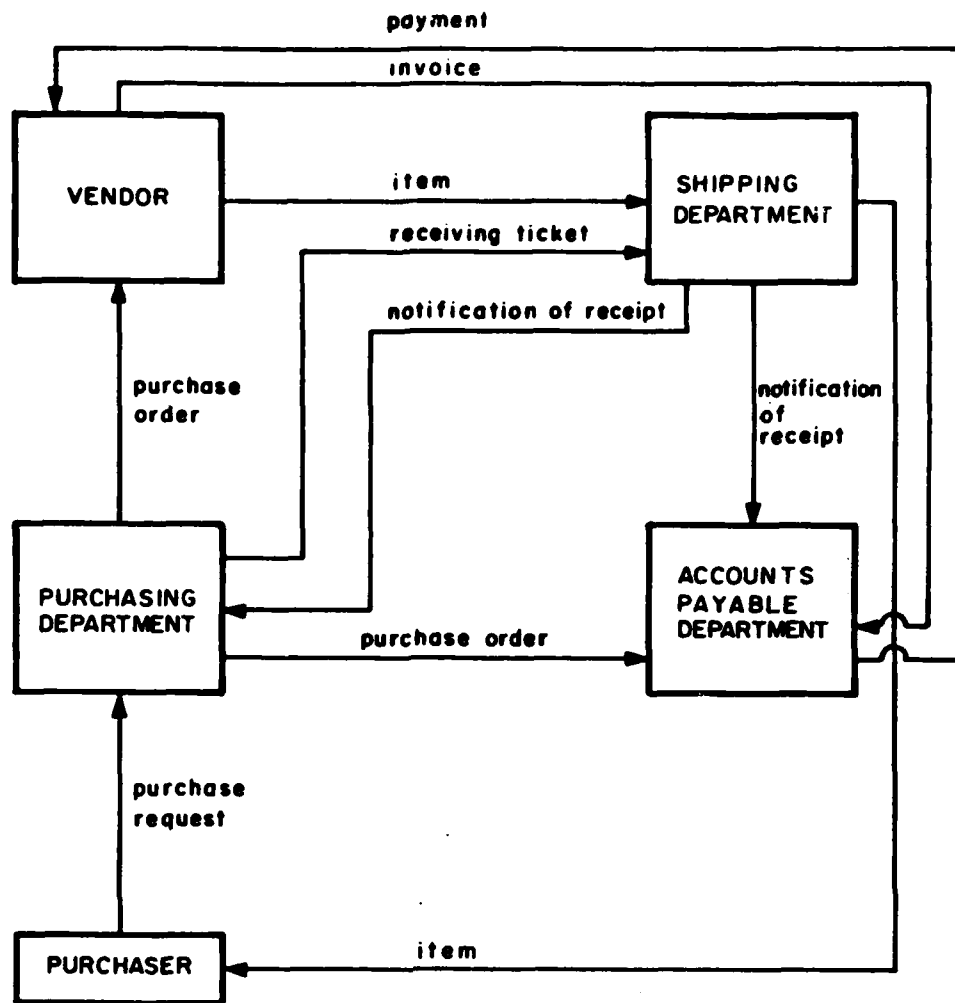 payment
invoice
VENDOR
item
SHIPPING
DEPARTMENT
receiving ticket
notification of receipt
purchase
order
notification
of
receipt
PURCHASING
DEPARTMENT
ACCOUNTS
PAYABLE
DEPARTMENT
purchase order
purchase
request
PURCHASER
item